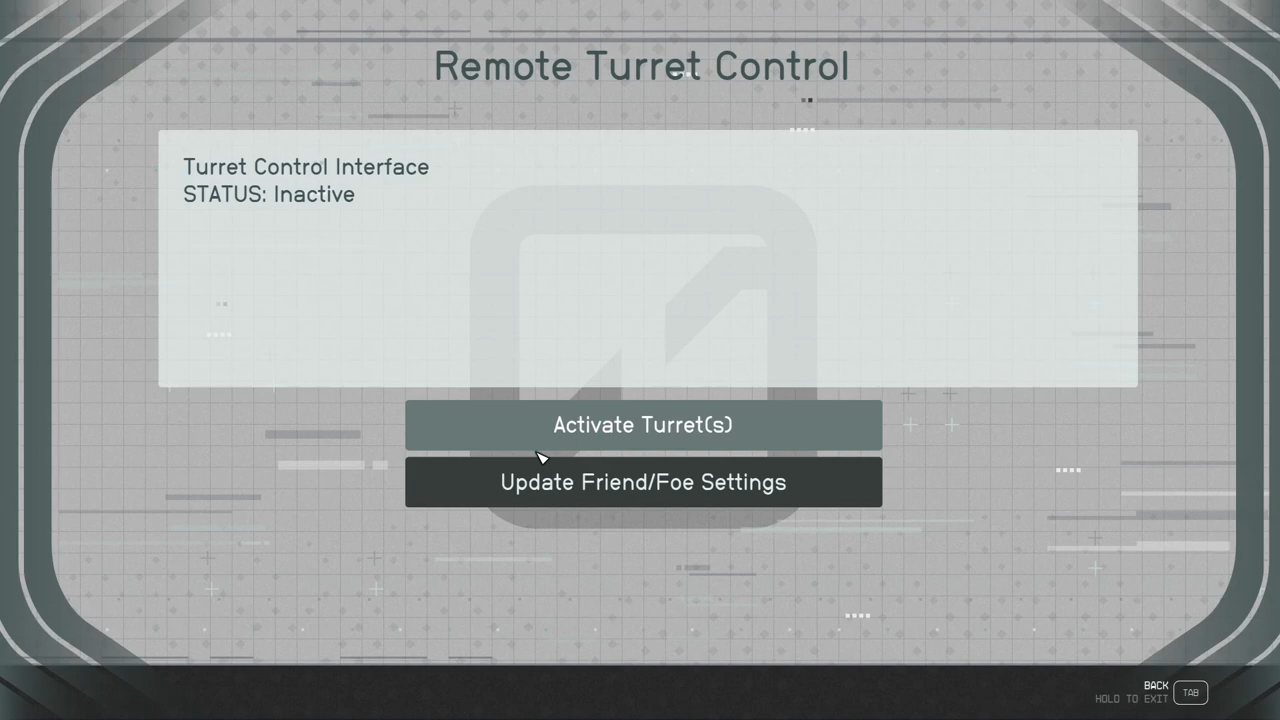 Remote Turret Control
Turret Control Interface
STATUS: Inactive
Activate Turret(s)
Update Friend/Foe Settings
BACK
HOLD TO EXIT
TAB